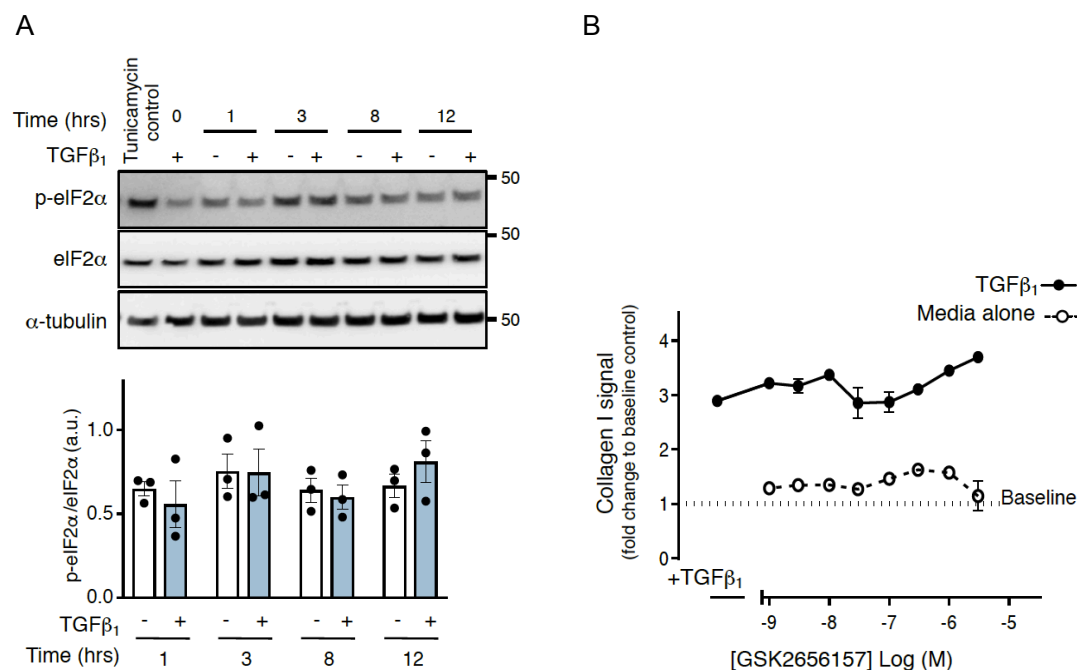 A
Tunicamycin
control
Time (hrs) 0 1 3 8 12
TGFβ₁ + - + - + - + - +
p-eIF2α 50
eIF2α 50
α-tubulin 50
p-eIF2α/eIF2α (a.u.)
1.0
0.5
0.0
TGFβ₁ - + - + - + - +
Time (hrs) 1 3 8 12
B
TGFβ₁
Media alone
Collagen I signal
(fold change to baseline control)
4
3
2
1
0
Baseline
+TGFβ₁
-9 -8 -7 -6 -5
[GSK2656157] Log (M)